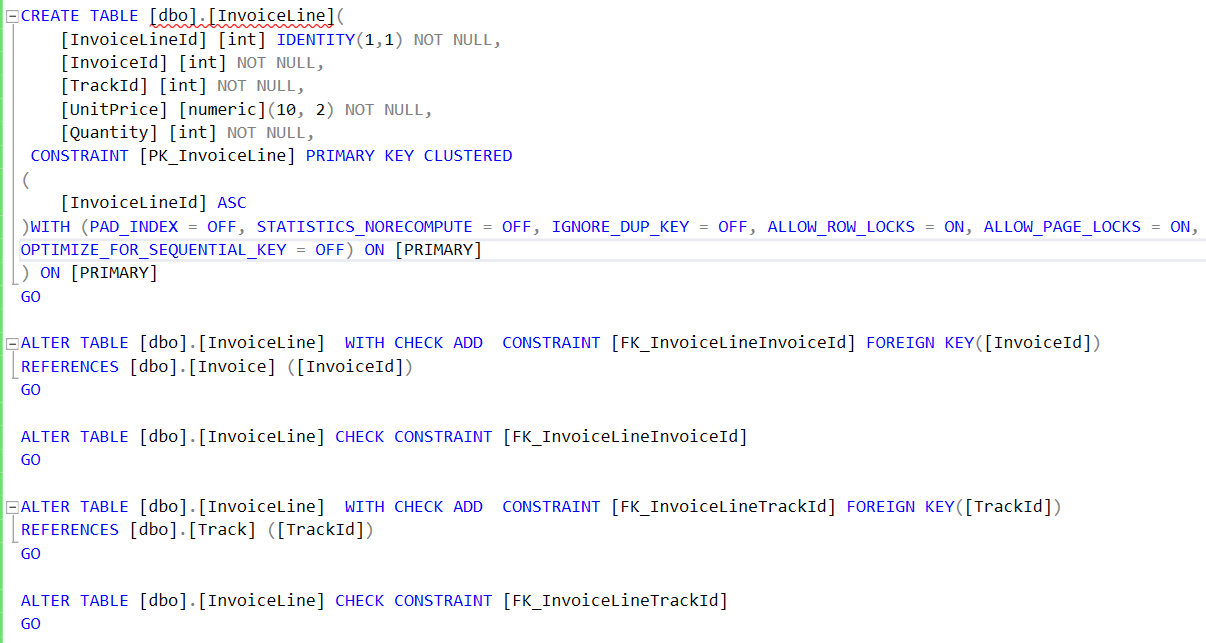 CREATE TABLE [dbo].[InvoiceLine](
    [InvoiceLineId] [int] IDENTITY(1,1) NOT NULL,
    [InvoiceId] [int] NOT NULL,
    [TrackId] [int] NOT NULL,
    [UnitPrice] [numeric](10, 2) NOT NULL,
    [Quantity] [int] NOT NULL,
 CONSTRAINT [PK_InvoiceLine] PRIMARY KEY CLUSTERED
(
    [InvoiceLineId] ASC
)WITH (PAD_INDEX = OFF, STATISTICS_NORECOMPUTE = OFF, IGNORE_DUP_KEY = OFF, ALLOW_ROW_LOCKS = ON, ALLOW_PAGE_LOCKS = ON,
OPTIMIZE_FOR_SEQUENTIAL_KEY = OFF) ON [PRIMARY]
) ON [PRIMARY]
GO

ALTER TABLE [dbo].[InvoiceLine]  WITH CHECK ADD  CONSTRAINT [FK_InvoiceLineInvoiceId] FOREIGN KEY([InvoiceId])
REFERENCES [dbo].[Invoice] ([InvoiceId])
GO

ALTER TABLE [dbo].[InvoiceLine] CHECK CONSTRAINT [FK_InvoiceLineInvoiceId]
GO

ALTER TABLE [dbo].[InvoiceLine]  WITH CHECK ADD  CONSTRAINT [FK_InvoiceLineTrackId] FOREIGN KEY([TrackId])
REFERENCES [dbo].[Track] ([TrackId])
GO

ALTER TABLE [dbo].[InvoiceLine] CHECK CONSTRAINT [FK_InvoiceLineTrackId]
GO